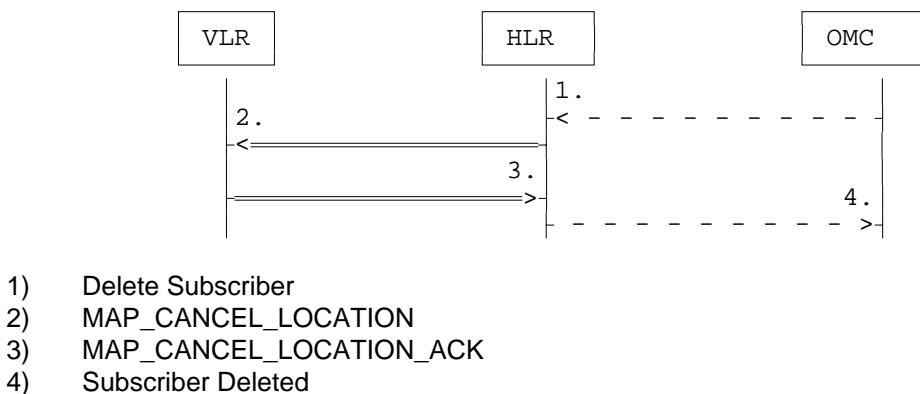 VLR HLR OMC
1.
2.
3.
4.
1) Delete Subscriber
2) MAP_CANCEL_LOCATION
3) MAP_CANCEL_LOCATION_ACK
4) Subscriber Deleted